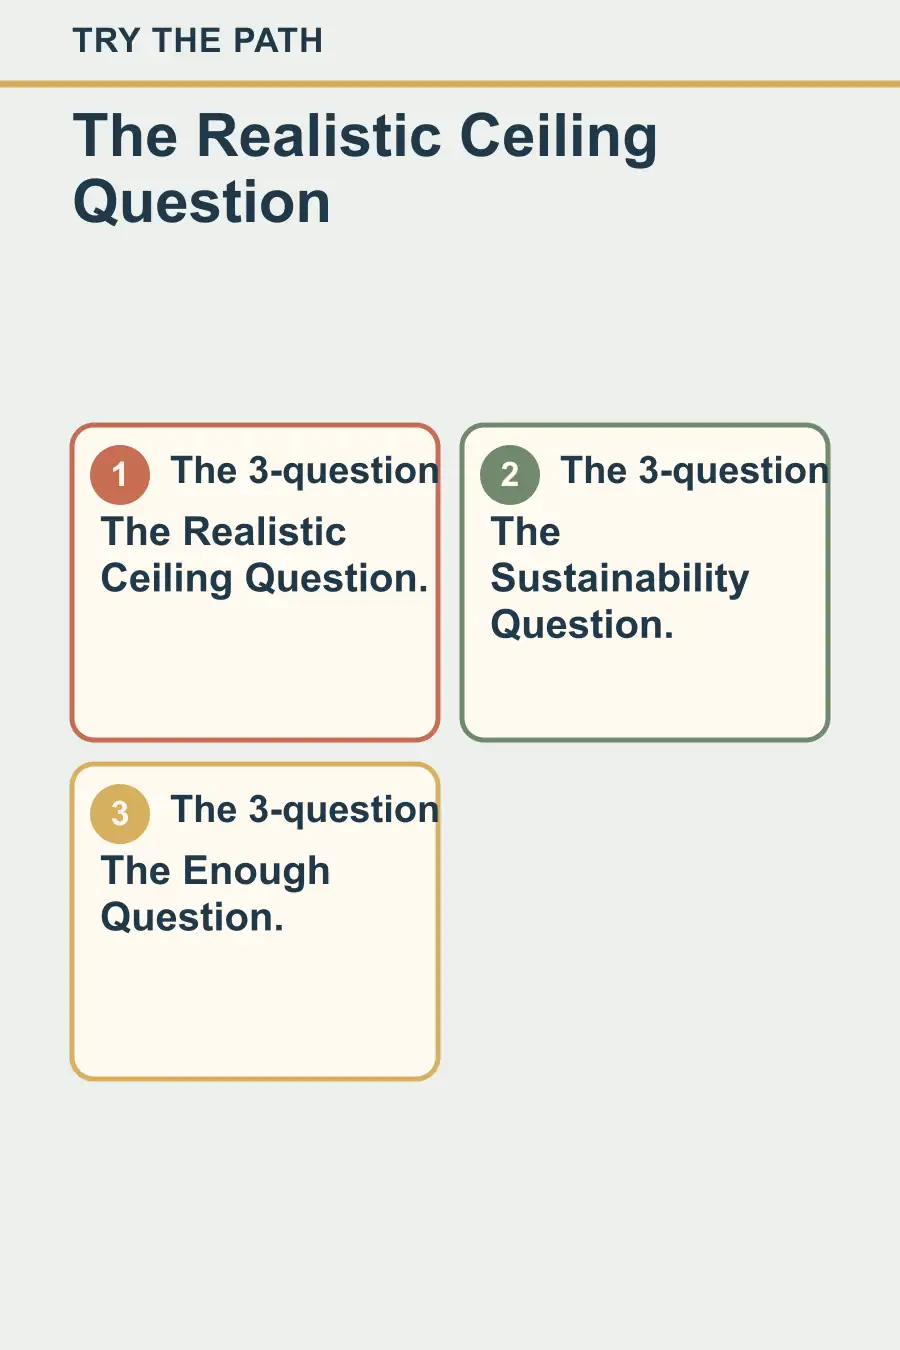 TRY THE PATH
The Realistic Ceiling
Question
1
The 3-question
The Realistic
Ceiling Question.
2
The 3-question
The
Sustainability
Question.
3
The 3-question
The Enough
Question.